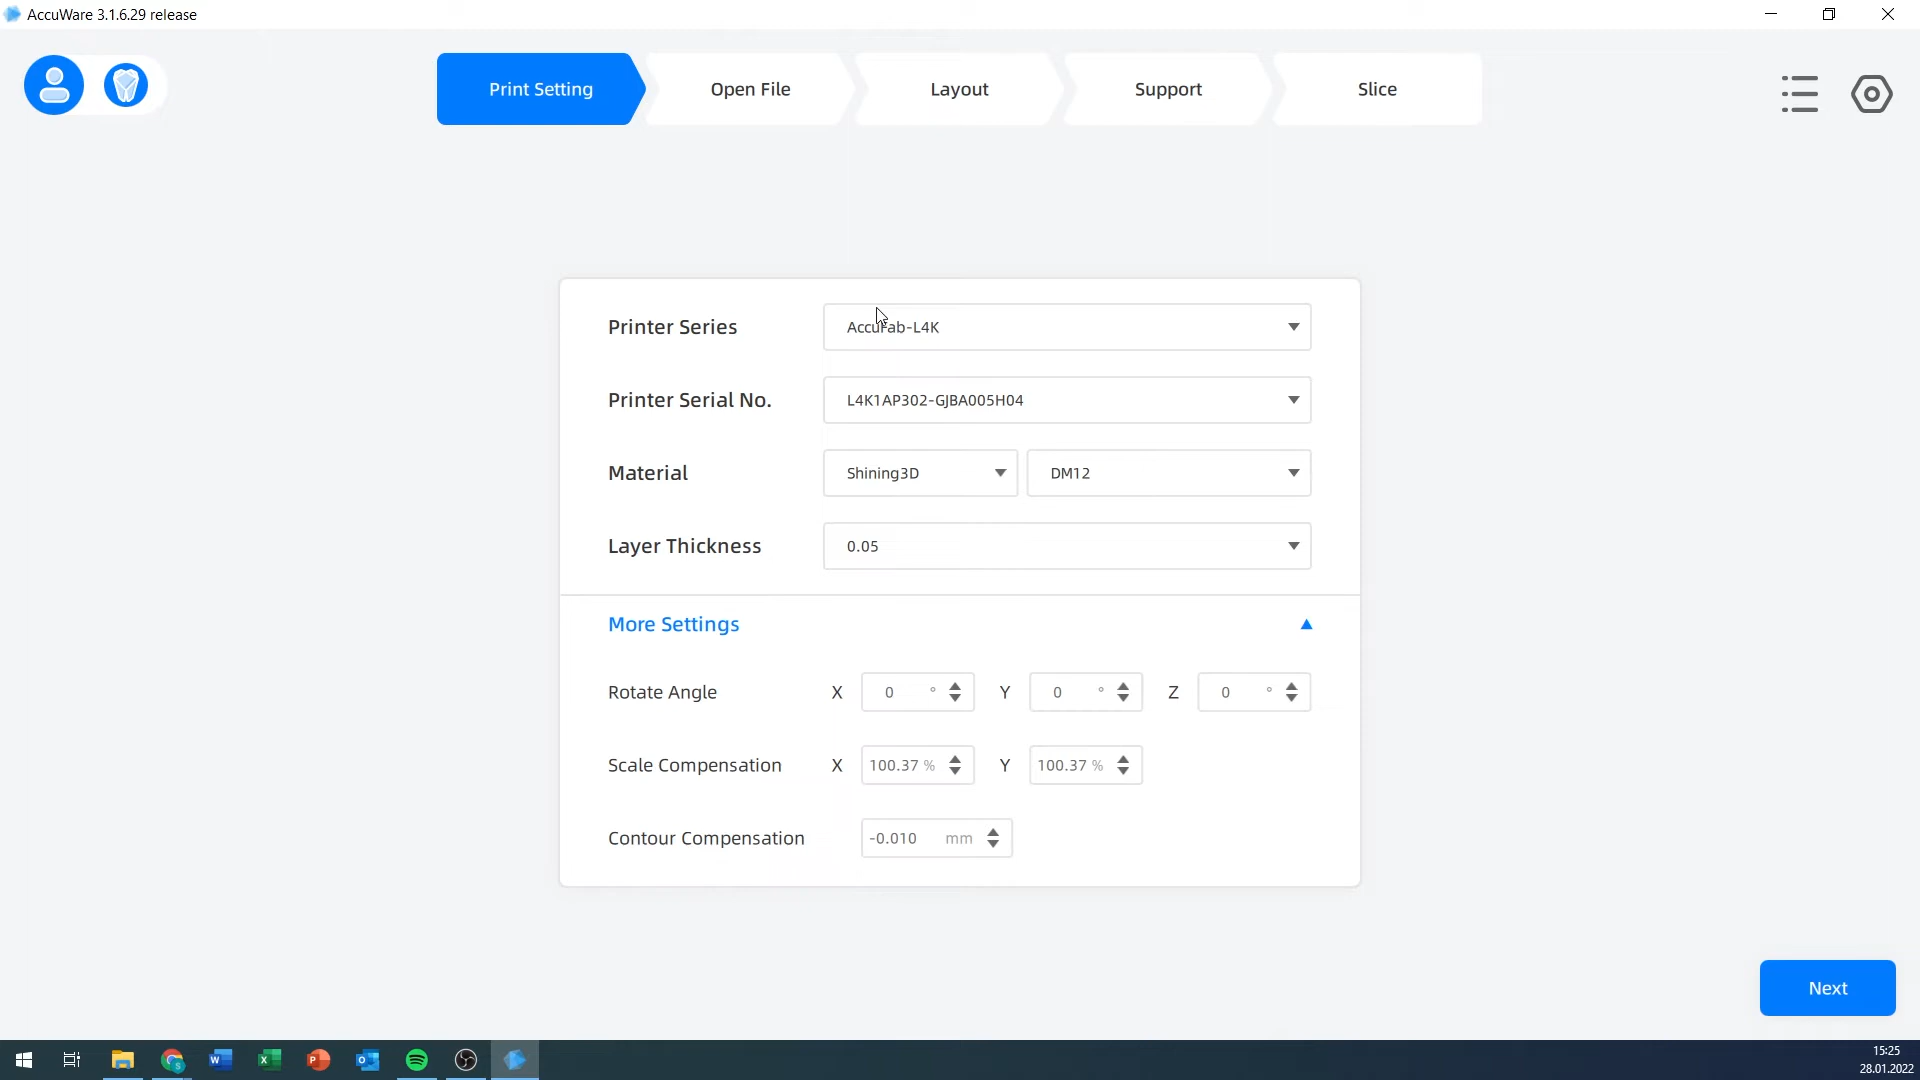 AccuWare 3.1.6.29 release
Print Setting
Open File
Layout
Support
Slice
Printer Series
AccuFab-L4K
Printer Serial No.
L4K1AP302-GJBA005H04
Material
Shining3D
DM12
Layer Thickness
0.05
More Settings
Rotate Angle X 0 ° Y 0 ° Z 0 °
Scale Compensation X 100.37 % Y 100.37 %
Contour Compensation -0.010 mm
Next
15:25
28.01.2022